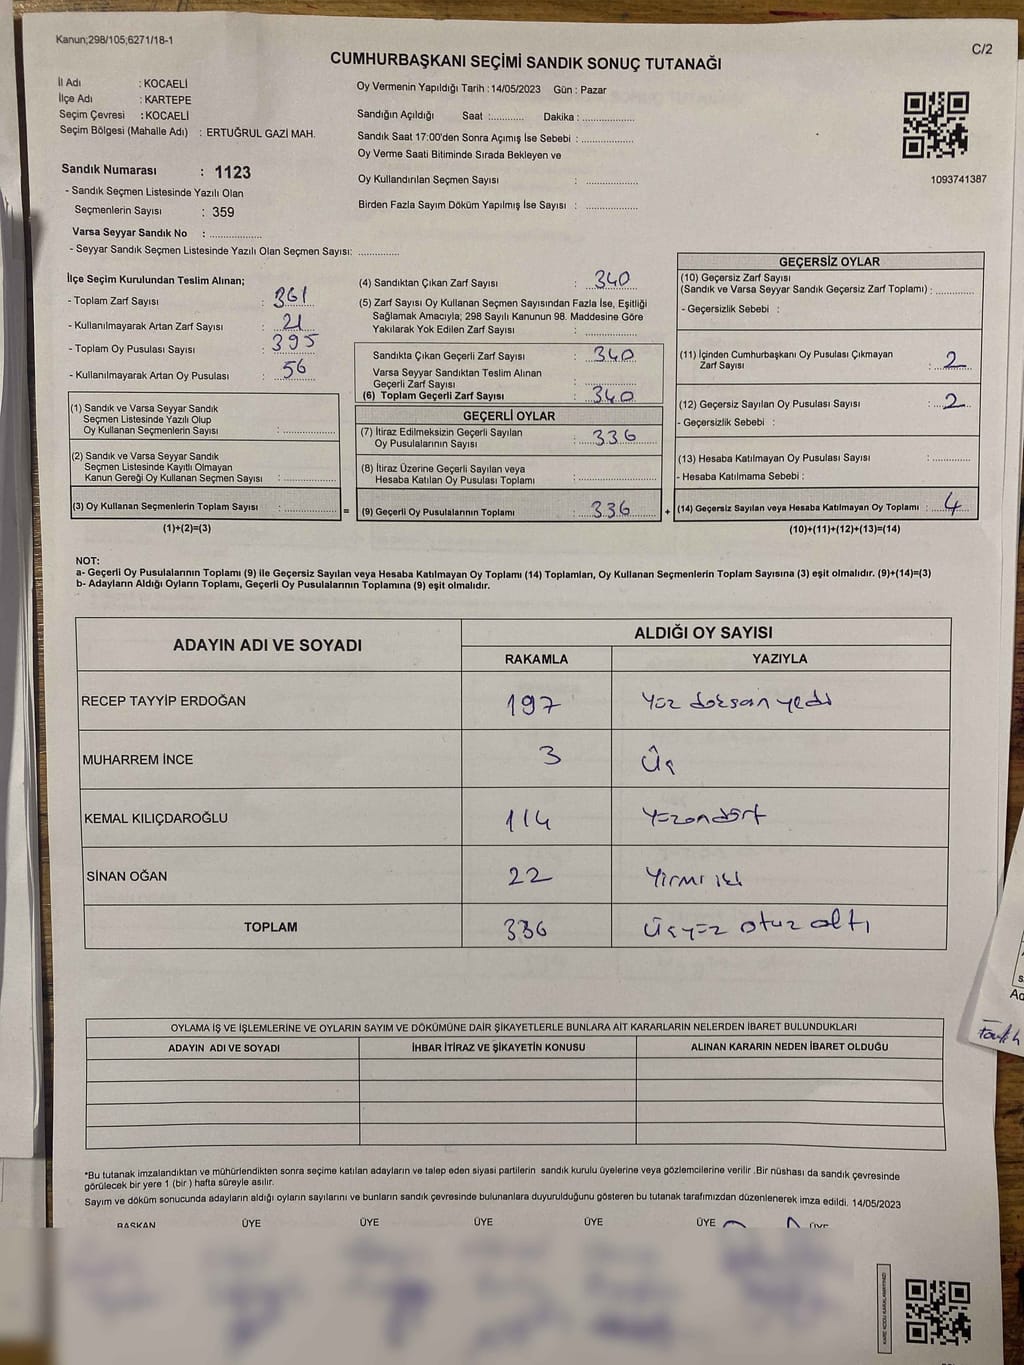 Kanun;298/105;6271/18-1
C/2
CUMHURBAŞKANI SEÇİMİ SANDIK SONUÇ TUTANAĞI
İl Adı : KOCAELİ
İlçe Adı : KARTEPE
Seçim Çevresi : KOCAELİ
Seçim Bölgesi (Mahalle Adı) : ERTUĞRUL GAZİ MAH.
Oy Vermenin Yapıldığı Tarih : 14/05/2023 Gün : Pazar
Sandığın Açıldığı Saat :............ Dakika : ...................
Sandık Saat 17:00'den Sonra Açımış İse Sebebi : ...................
Oy Verme Saati Bitiminde Sırada Bekleyen ve
Oy Kullandırılan Seçmen Sayısı : ...................
Birden Fazla Sayım Döküm Yapılmış İse Sayısı : ...................
1093741387
Sandık Numarası : 1123
- Sandık Seçmen Listesinde Yazılı Olan
Seçmenlerin Sayısı : 359
Varsa Seyyar Sandık No : ...................
- Seyyar Sandık Seçmen Listesinde Yazılı Olan Seçmen Sayısı: ...............
İlçe Seçim Kurulundan Teslim Alınan;
- Toplam Zarf Sayısı : 361
- Kullanılmayarak Artan Zarf Sayısı : 21
- Toplam Oy Pusulası Sayısı : 395
- Kullanılmayarak Artan Oy Pusulası : 56
(1) Sandık ve Varsa Seyyar Sandık
Seçmen Listesinde Yazılı Olup
Oy Kullanan Seçmenlerin Sayısı : ...................
(2) Sandık ve Varsa Seyyar Sandık
Seçmen Listesinde Kayıtlı Olmayan
Kanun Gereği Oy Kullanan Seçmen Sayısı : ...................
(3) Oy Kullanan Seçmenlerin Toplam Sayısı : ................... =
(1)+(2)=(3)
(4) Sandıktan Çıkan Zarf Sayısı : 340
(5) Zarf Sayısı Oy Kullanan Seçmen Sayısından Fazla İse, Eşitliği
Sağlamak Amacıyla; 298 Sayılı Kanunun 98. Maddesine Göre
Yakılarak Yok Edilen Zarf Sayısı : ...................
Sandıkta Çıkan Geçerli Zarf Sayısı : 340
Varsa Seyyar Sandıktan Teslim Alınan
Geçerli Zarf Sayısı : ...................
(6) Toplam Geçerli Zarf Sayısı : 340
GEÇERLİ OYLAR
(7) İtiraz Edilmeksizin Geçerli Sayılan
Oy Pusulalarının Sayısı : 336
(8) İtiraz Üzerine Geçerli Sayılan veya
Hesaba Katılan Oy Pusulası Toplamı : ...................
(9) Geçerli Oy Pusulalarının Toplamı : 336 +
GEÇERSİZ OYLAR
(10) Geçersiz Zarf Sayısı
(Sandık ve Varsa Seyyar Sandık Geçersiz Zarf Toplamı) : ..............
- Geçersizlik Sebebi :
(11) İçinden Cumhurbaşkanı Oy Pusulası Çıkmayan
Zarf Sayısı : 2
(12) Geçersiz Sayılan Oy Pusulası Sayısı : 2
- Geçersizlik Sebebi :
(13) Hesaba Katılmayan Oy Pusulası Sayısı : ..............
- Hesaba Katılmama Sebebi :
(14) Geçersiz Sayılan veya Hesaba Katılmayan Oy Toplamı : 4
(10)+(11)+(12)+(13)=(14)
NOT:
a- Geçerli Oy Pusulalarının Toplamı (9) ile Geçersiz Sayılan veya Hesaba Katılmayan Oy Toplamı (14) Toplamları, Oy Kullanan Seçmenlerin Toplam Sayısına (3) eşit olmalıdır. (9)+(14)=(3)
b- Adayların Aldığı Oyların Toplamı, Geçerli Oy Pusulalarının Toplamına (9) eşit olmalıdır.
ADAYIN ADI VE SOYADI ALDIĞI OY SAYISI
RAKAMLA YAZIYLA
RECEP TAYYİP ERDOĞAN 197 Yüz doksan yedi
MUHARREM İNCE 3 Üç
KEMAL KILIÇDAROĞLU 114 Yüzondört
SİNAN OĞAN 22 Yirmi iki
TOPLAM 336 Üçyüz otuz altı
OYLAMA İŞ VE İŞLEMLERİNE VE OYLARIN SAYIM VE DÖKÜMÜNE DAİR ŞİKAYETLERLE BUNLARA AİT KARARLARIN NELERDEN İBARET BULUNDUKLARI
ADAYIN ADI VE SOYADI İHBAR İTİRAZ VE ŞİKAYETİN KONUSU ALINAN KARARIN NEDEN İBARET OLDUĞU
*Bu tutanak imzalandıktan ve mühürlendikten sonra seçime katılan adayların ve talep eden siyasi partilerin sandık kurulu üyelerine veya gözlemcilerine verilir .Bir nüshası da sandık çevresinde
görülecek bir yere 1 (bir ) hafta süreyle asılır.
Sayım ve döküm sonucunda adayların aldığı oyların sayılarını ve bunların sandık çevresinde bulunanlara duyurulduğunu gösteren bu tutanak tarafımızdan düzenlenerek imza edildi. 14/05/2023
BAŞKAN ÜYE ÜYE ÜYE ÜYE ÜYE ÜYE